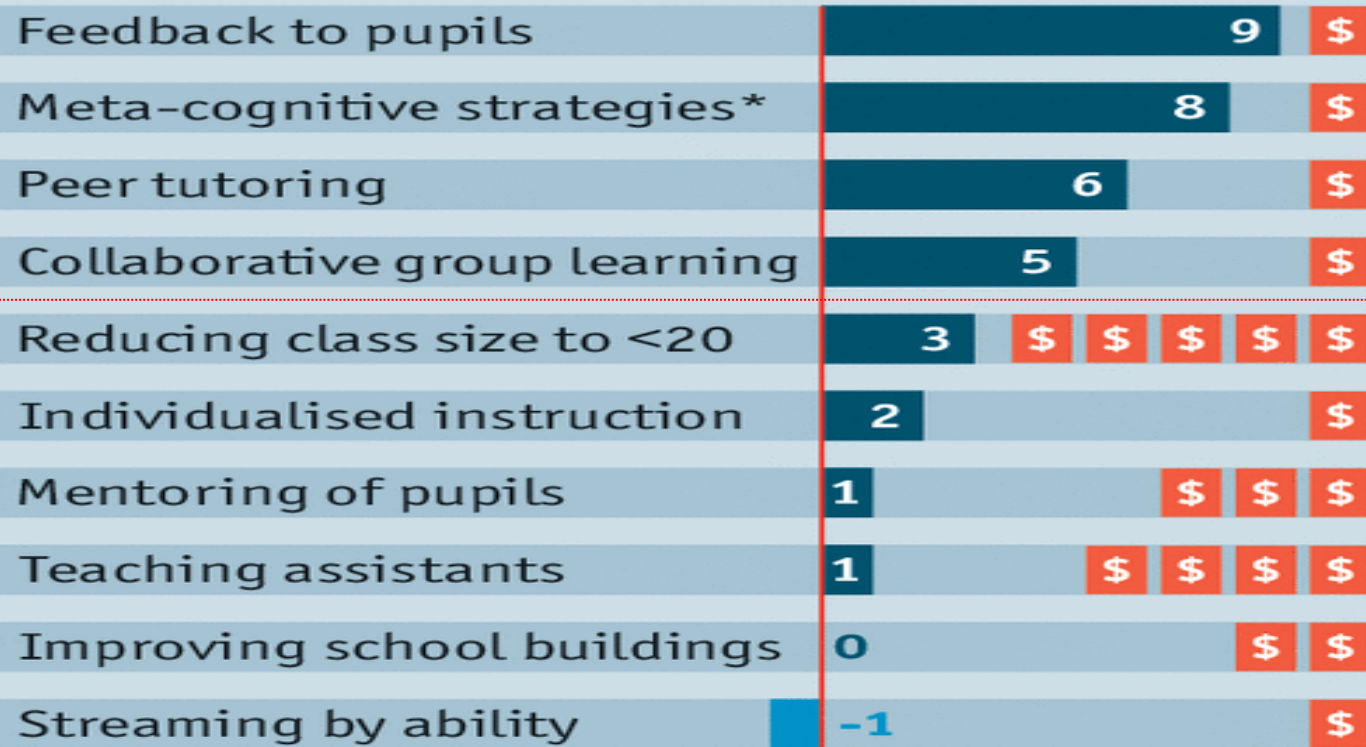 Feedback to pupils 9 $
Meta-cognitive strategies* 8 $
Peer tutoring 6 $
Collaborative group learning 5 $
Reducing class size to <20 3 $ $ $ $ $
Individualised instruction 2 $
Mentoring of pupils 1 $ $ $
Teaching assistants 1 $ $ $ $
Improving school buildings 0 $ $
Streaming by ability -1 $